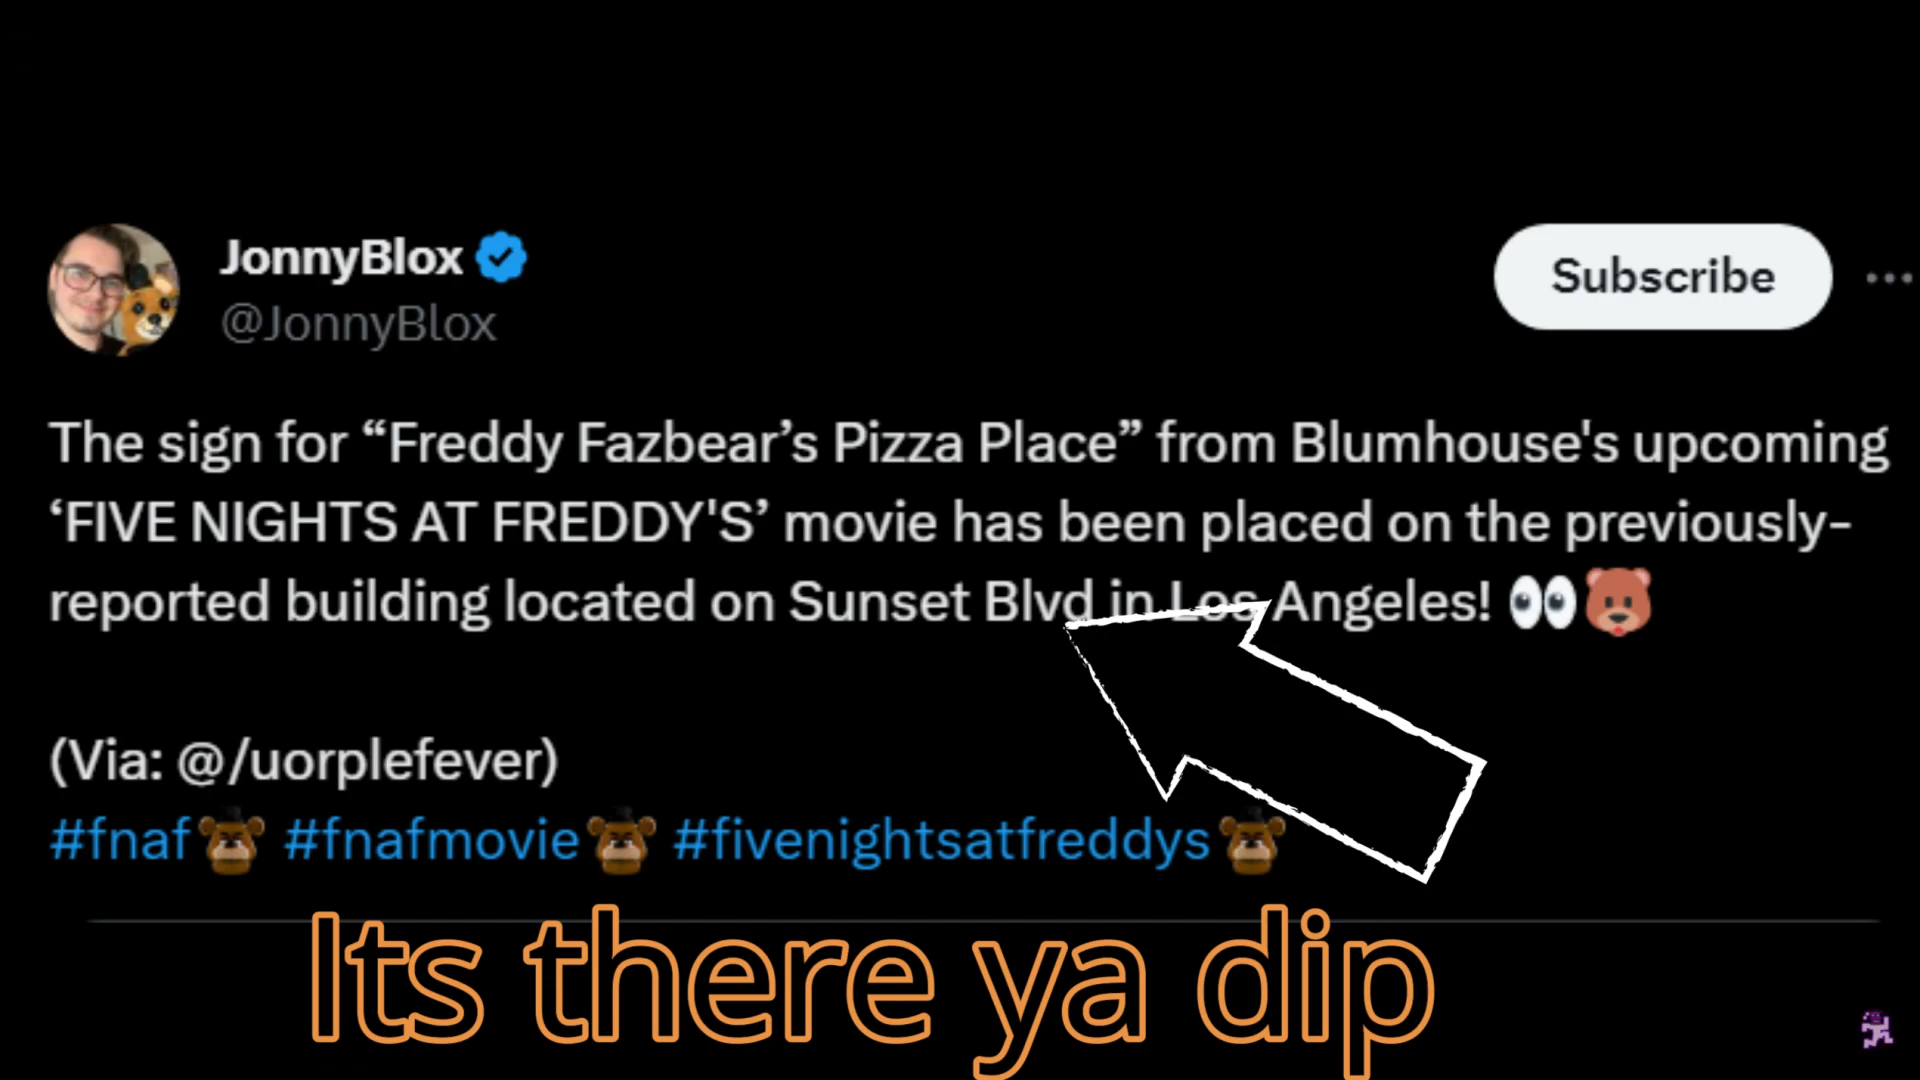 JonnyBlox
@JonnyBlox
Subscribe
The sign for “Freddy Fazbear’s Pizza Place” from Blumhouse's upcoming
‘FIVE NIGHTS AT FREDDY'S’ movie has been placed on the previously-
reported building located on Sunset Blvd in Los Angeles! 👀🐻
(Via: @/uorplefever)
#fnaf #fnafmovie #fivenightsatfreddys
Its there ya dip